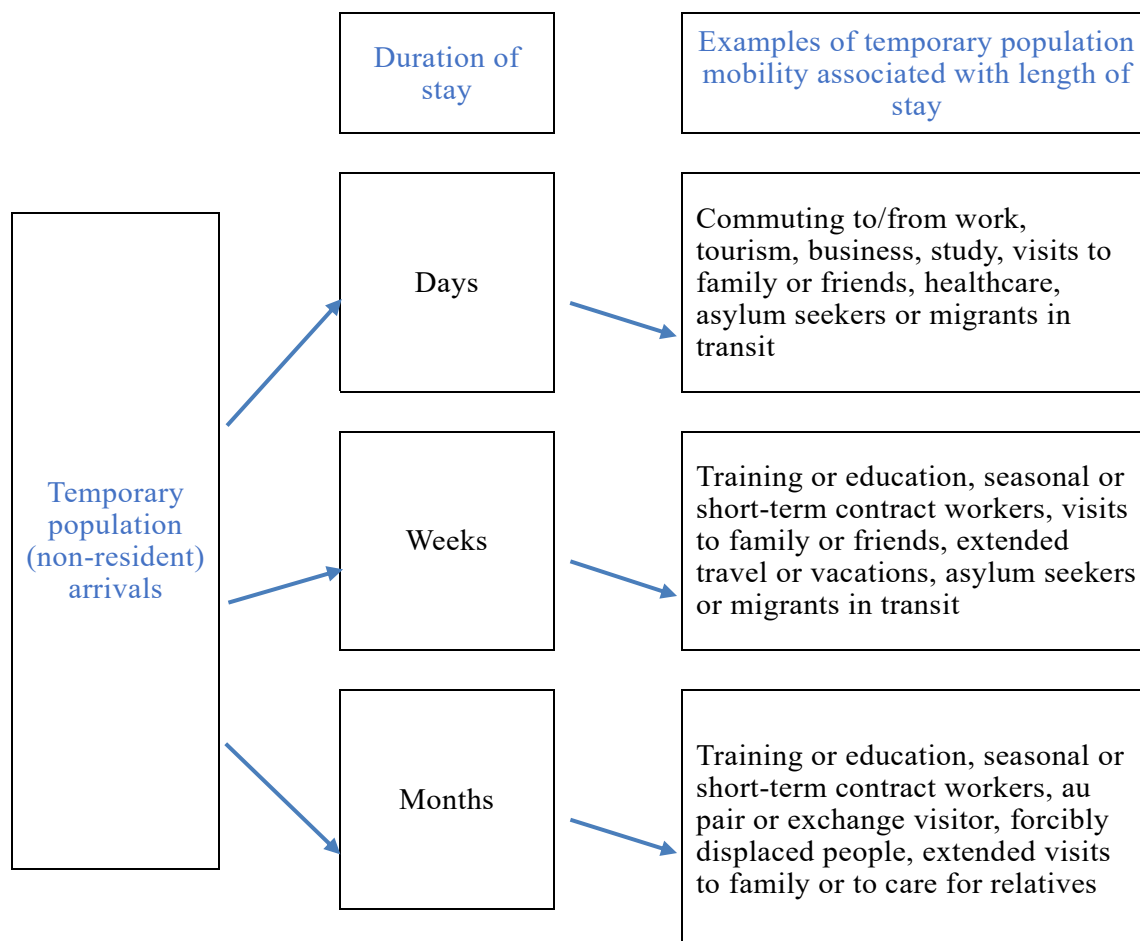 Duration of
stay
Examples of temporary population
mobility associated with length of
stay
Temporary
population
(non-resident)
arrivals
Days
Commuting to/from work,
tourism, business, study, visits to
family or friends, healthcare,
asylum seekers or migrants in
transit
Weeks
Training or education, seasonal or
short-term contract workers, visits
to family or friends, extended
travel or vacations, asylum seekers
or migrants in transit
Months
Training or education, seasonal or
short-term contract workers, au
pair or exchange visitor, forcibly
displaced people, extended visits
to family or to care for relatives